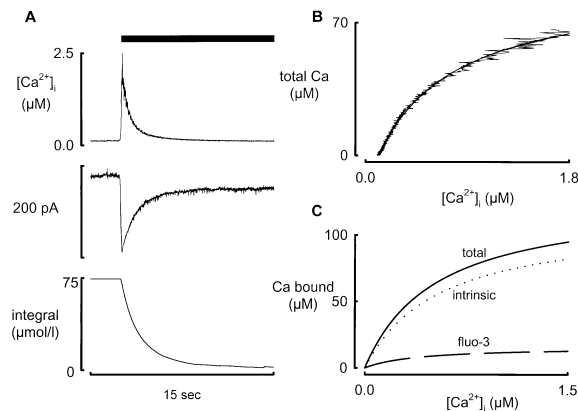 A
2.5
[Ca2+]i
(µM)
0.0
200 pA
75
integral
(µmol/l)
0
15 sec
B
70
total Ca
(µM)
0
0.0
1.8
[Ca2+]i (µM)
C
100
Ca bound
(µM)
50
0
total
intrinsic
fluo-3
0.0
1.5
[Ca2+]i (µM)